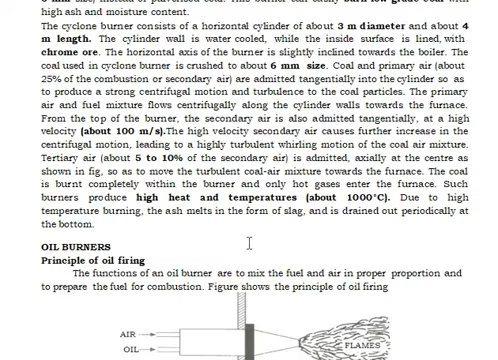 high ash and moisture content.
The cyclone burner consists of a horizontal cylinder of about 3 m diameter and about 4
m length. The cylinder wall is water cooled, while the inside surface is lined, with
chrome ore. The horizontal axis of the burner is slightly inclined towards the boiler. The
coal used in cyclone burner is crushed to about 6 mm size. Coal and primary air (about
25% of the combustion or secondary air) are admitted tangentially into the cylinder so as
to produce a strong centrifugal motion and turbulence to the coal particles. The primary
air and fuel mixture flows centrifugally along the cylinder walls towards the furnace.
From the top of the burner, the secondary air is also admitted tangentially, at a high
velocity (about 100 m/s).The high velocity secondary air causes further increase in the
centrifugal motion, leading to a highly turbulent whirling motion of the coal air mixture.
Tertiary air (about 5 to 10% of the secondary air) is admitted, axially at the centre as
shown in fig, so as to move the turbulent coal-air mixture towards the furnace. The coal
is burnt completely within the burner and only hot gases enter the furnace. Such
burners produce high heat and temperatures (about 1000°C). Due to high
temperature burning, the ash melts in the form of slag, and is drained out periodically at
the bottom.
OIL BURNERS
Principle of oil firing
The functions of an oil burner are to mix the fuel and air in proper proportion and
to prepare the fuel for combustion. Figure shows the principle of oil firing
AIR
OIL
FLAMES